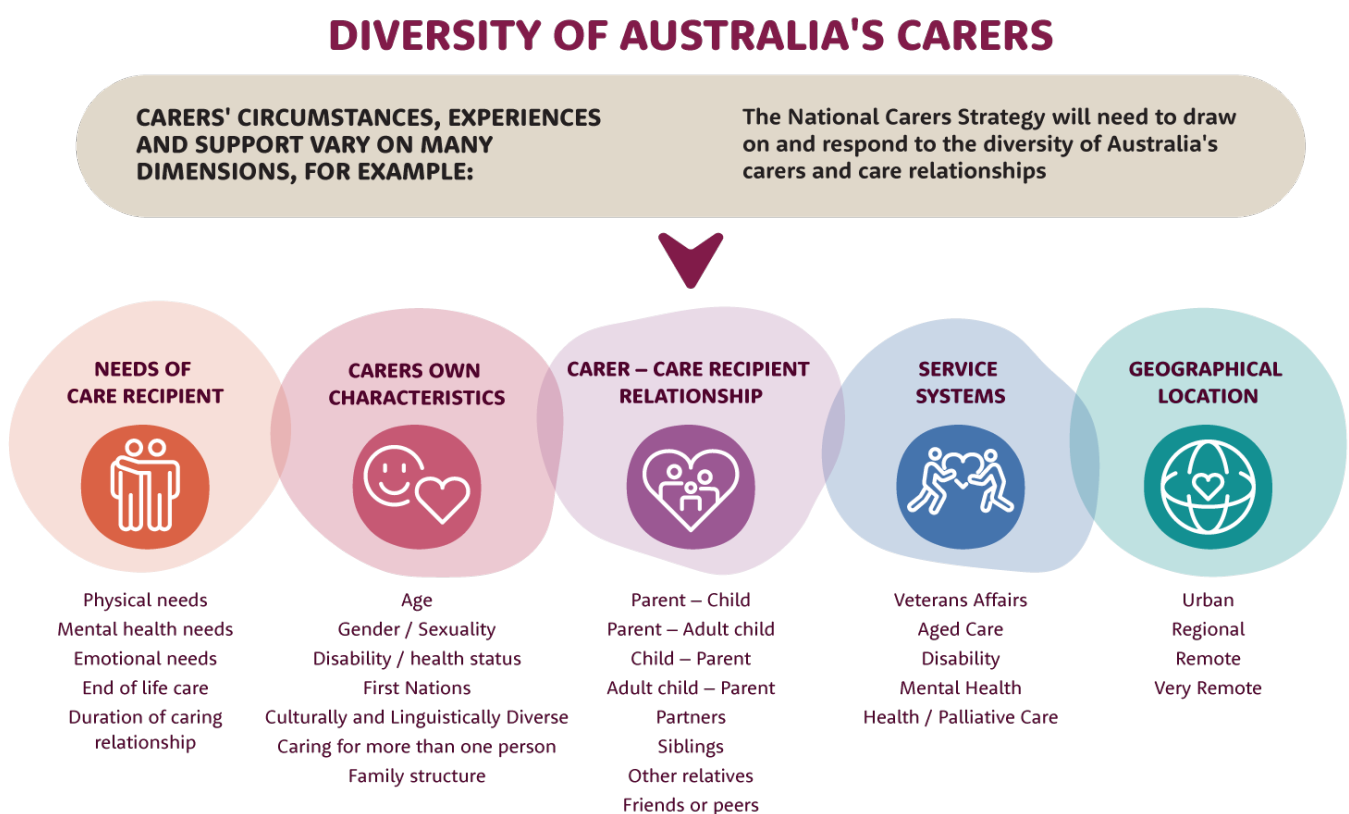 DIVERSITY OF AUSTRALIA'S CARERS
CARERS' CIRCUMSTANCES, EXPERIENCES
AND SUPPORT VARY ON MANY
DIMENSIONS, FOR EXAMPLE:
The National Carers Strategy will need to draw
on and respond to the diversity of Australia's
carers and care relationships
NEEDS OF
CARE RECIPIENT
Physical needs
Mental health needs
Emotional needs
End of life care
Duration of caring
relationship
CARERS OWN
CHARACTERISTICS
Age
Gender / Sexuality
Disability / health status
First Nations
Culturally and Linguistically Diverse
Caring for more than one person
Family structure
CARER – CARE RECIPIENT
RELATIONSHIP
Parent – Child
Parent – Adult child
Child – Parent
Adult child – Parent
Partners
Siblings
Other relatives
Friends or peers
SERVICE
SYSTEMS
Veterans Affairs
Aged Care
Disability
Mental Health
Health / Palliative Care
GEOGRAPHICAL
LOCATION
Urban
Regional
Remote
Very Remote